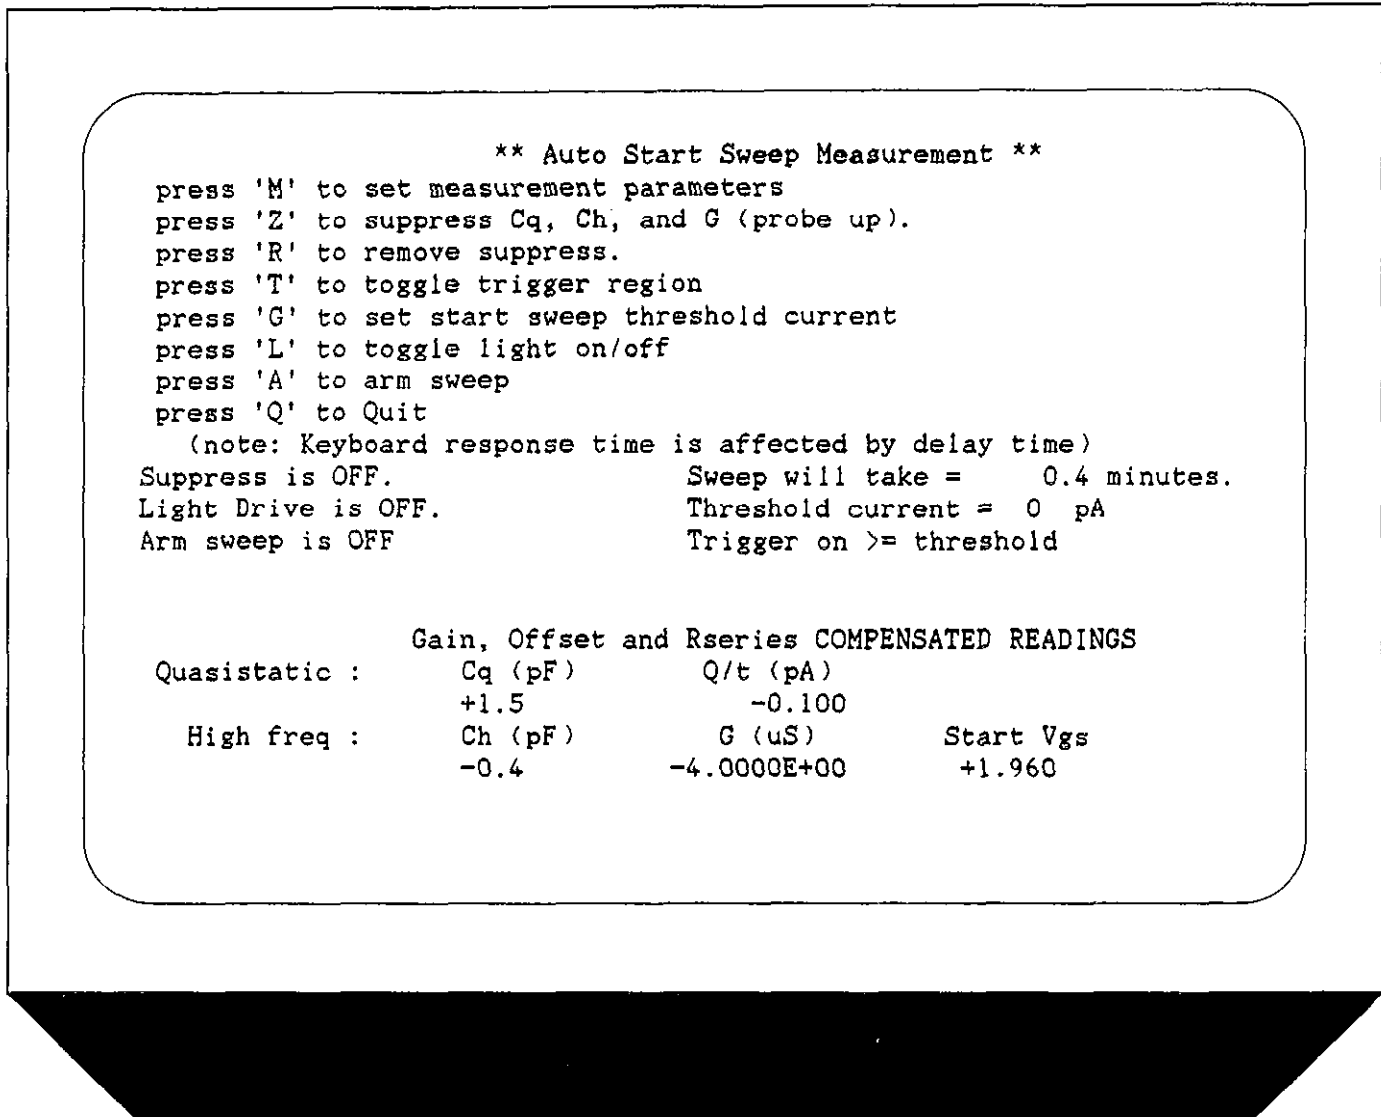 ** Auto Start Sweep Measurement **
press 'M' to set measurement parameters
press 'Z' to suppress Cq, Ch, and G (probe up).
press 'R' to remove suppress.
press 'T' to toggle trigger region
press 'G' to set start sweep threshold current
press 'L' to toggle light on/off
press 'A' to arm sweep
press 'Q' to Quit
(note: Keyboard response time is affected by delay time)
Suppress is OFF. Sweep will take = 0.4 minutes.
Light Drive is OFF. Threshold current = 0 pA
Arm sweep is OFF Trigger on >= threshold
Gain, Offset and Rseries COMPENSATED READINGS
Quasistatic : Cq (pF) Q/t (pA)
+1.5 -0.100
High freq : Ch (pF) G (uS) Start Vgs
-0.4 -4.0000E+00 +1.960